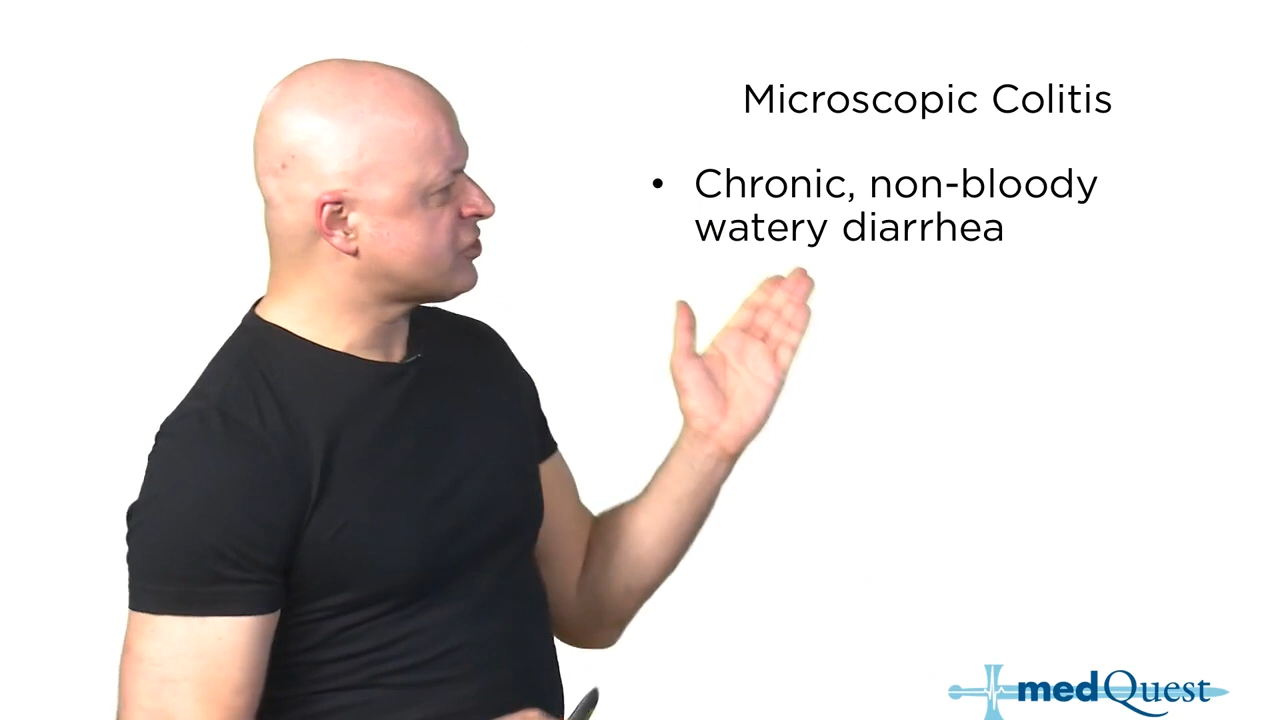 Microscopic Colitis
• Chronic, non-bloody
watery diarrhea
medQuest